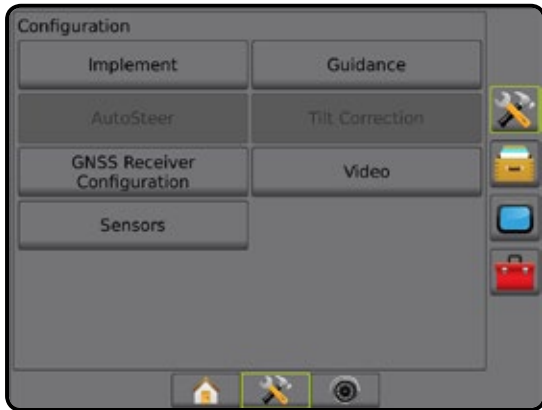 Configuration
Implement
Guidance
AutoSteer
Tilt Correction
GNSS Receiver
Configuration
Video
Sensors